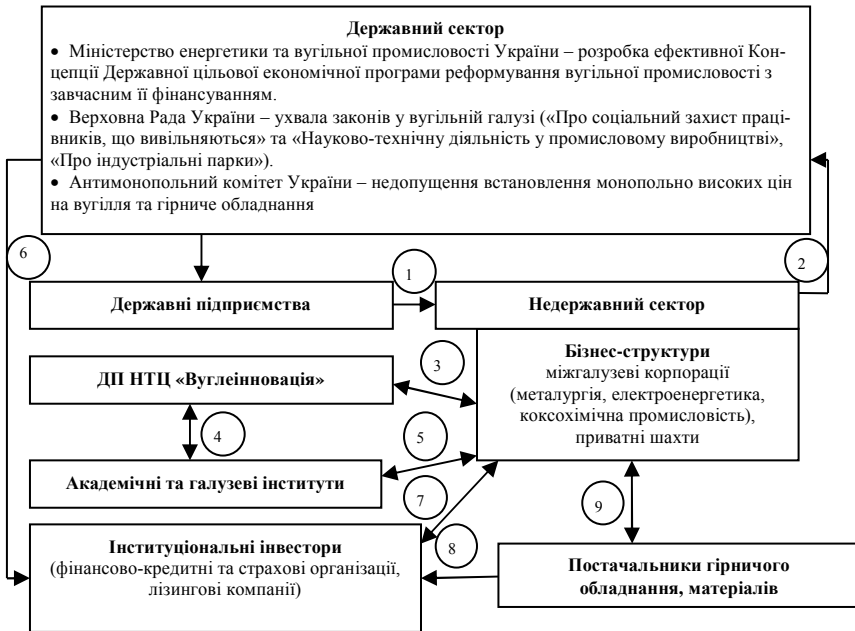 Державний сектор
• Міністерство енергетики та вугільної промисловості України – розробка ефективної Кон-
цепції Державної цільової економічної програми реформування вугільної промисловості з
завчасним її фінансуванням.
• Верховна Рада України – ухвала законів у вугільній галузі («Про соціальний захист праці-
вників, що вивільняються» та «Науково-технічну діяльність у промисловому виробництві»,
«Про індустріальні парки»).
• Антимонопольний комітет України – недопущення встановлення монопольно високих цін
на вугілля та гірниче обладнання
6
1
2
Державні підприємства
Недержавний сектор
Бізнес-структури
міжгалузеві корпорації
(металургія, електроенергетика,
коксохімічна промисловість),
приватні шахти
ДП НТЦ «Вуглеінновація»
3
4
5
Академічні та галузеві інститути
7
9
Інституціональні інвестори
(фінансово-кредитні та страхові організації,
лізингові компанії)
8
Постачальники гірничого
обладнання, матеріалів